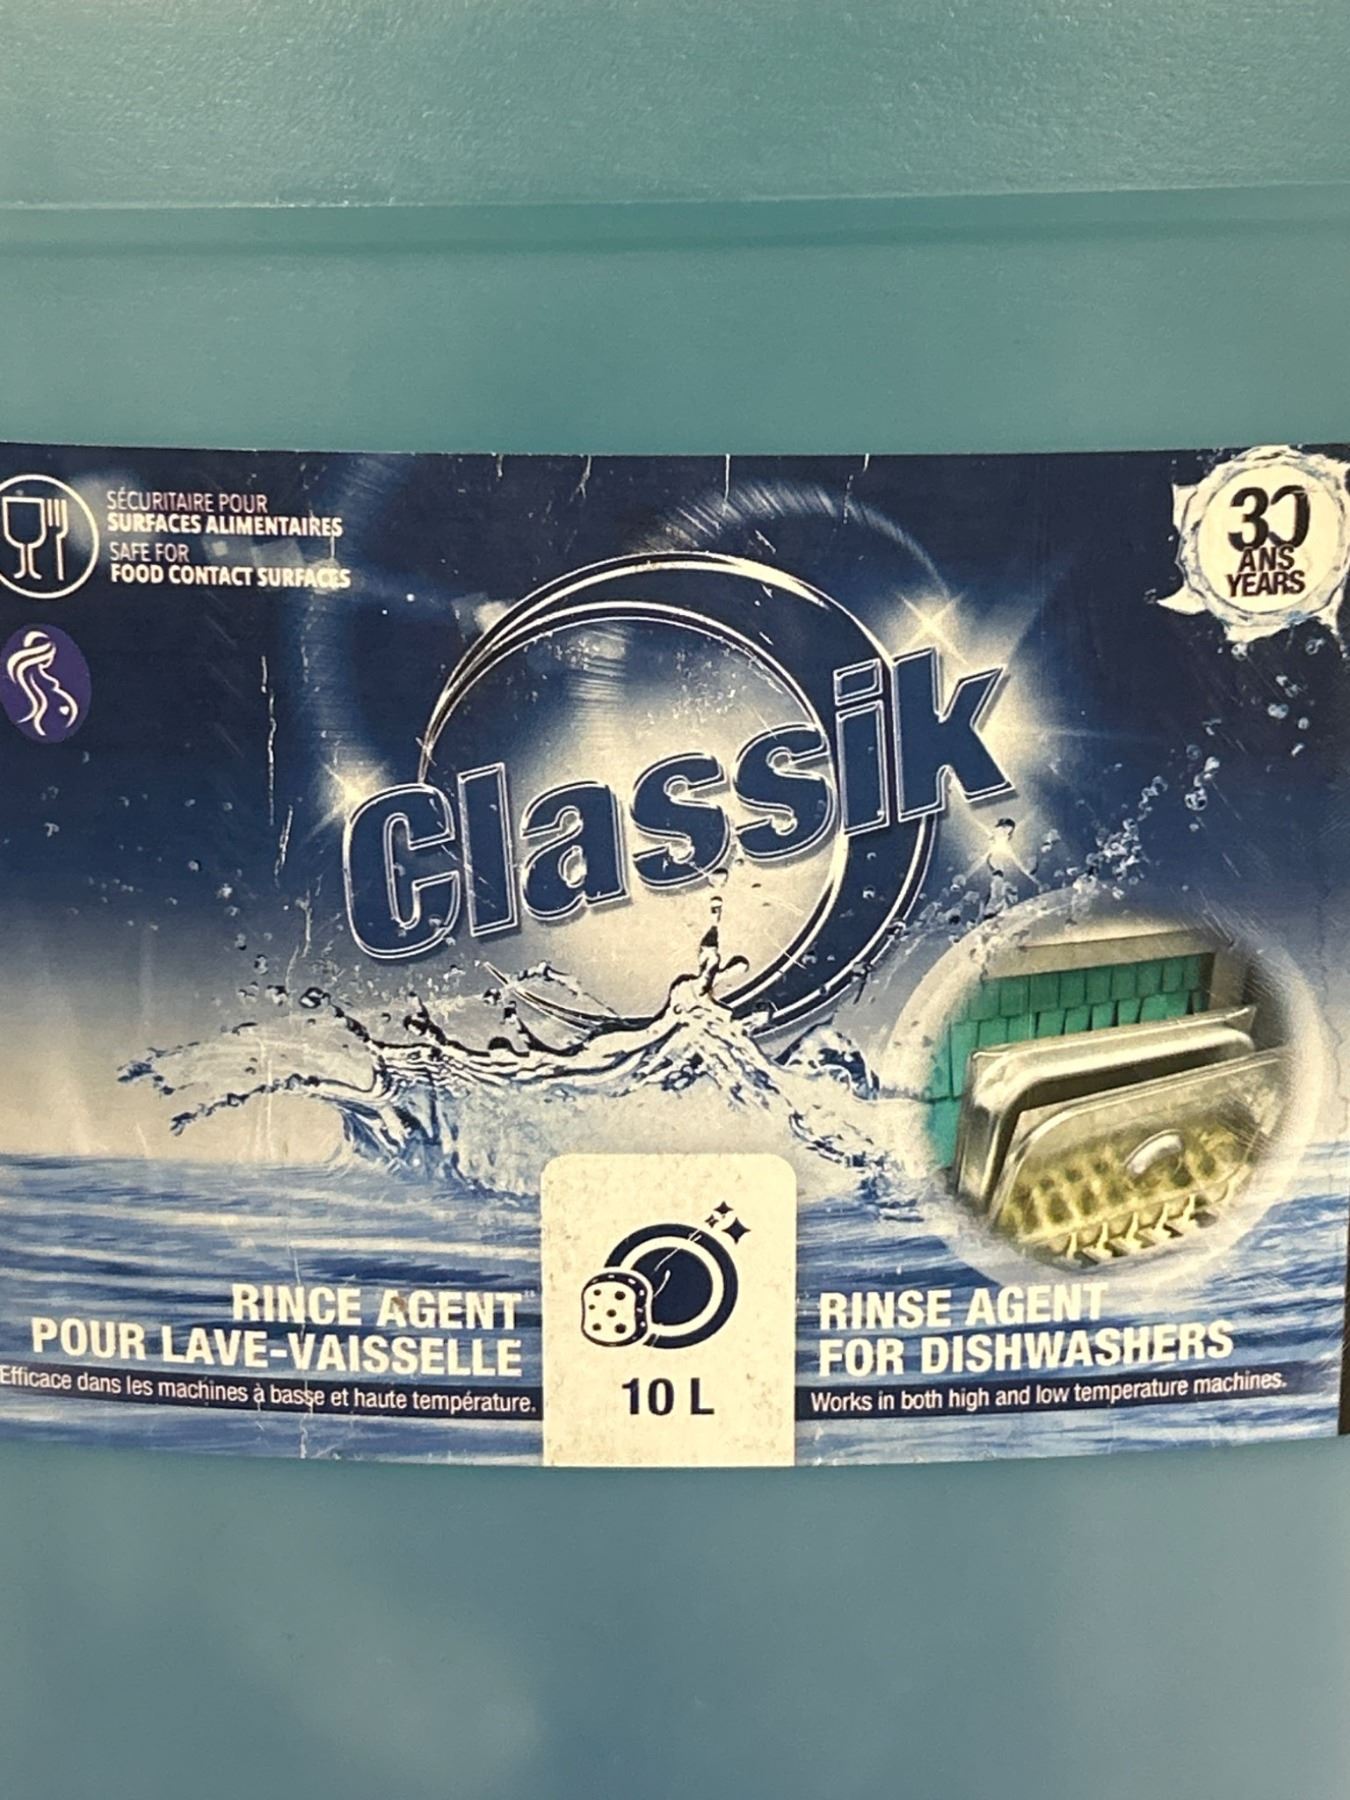 SÉCURITAIRE POUR
SURFACES ALIMENTAIRES
SAFE FOR
FOOD CONTACT SURFACES
30
ANS
YEARS
Classik
RINCE AGENT
POUR LAVE-VAISSELLE
Efficace dans les machines à basse et haute température.
10 L
RINSE AGENT
FOR DISHWASHERS
Works in both high and low temperature machines.